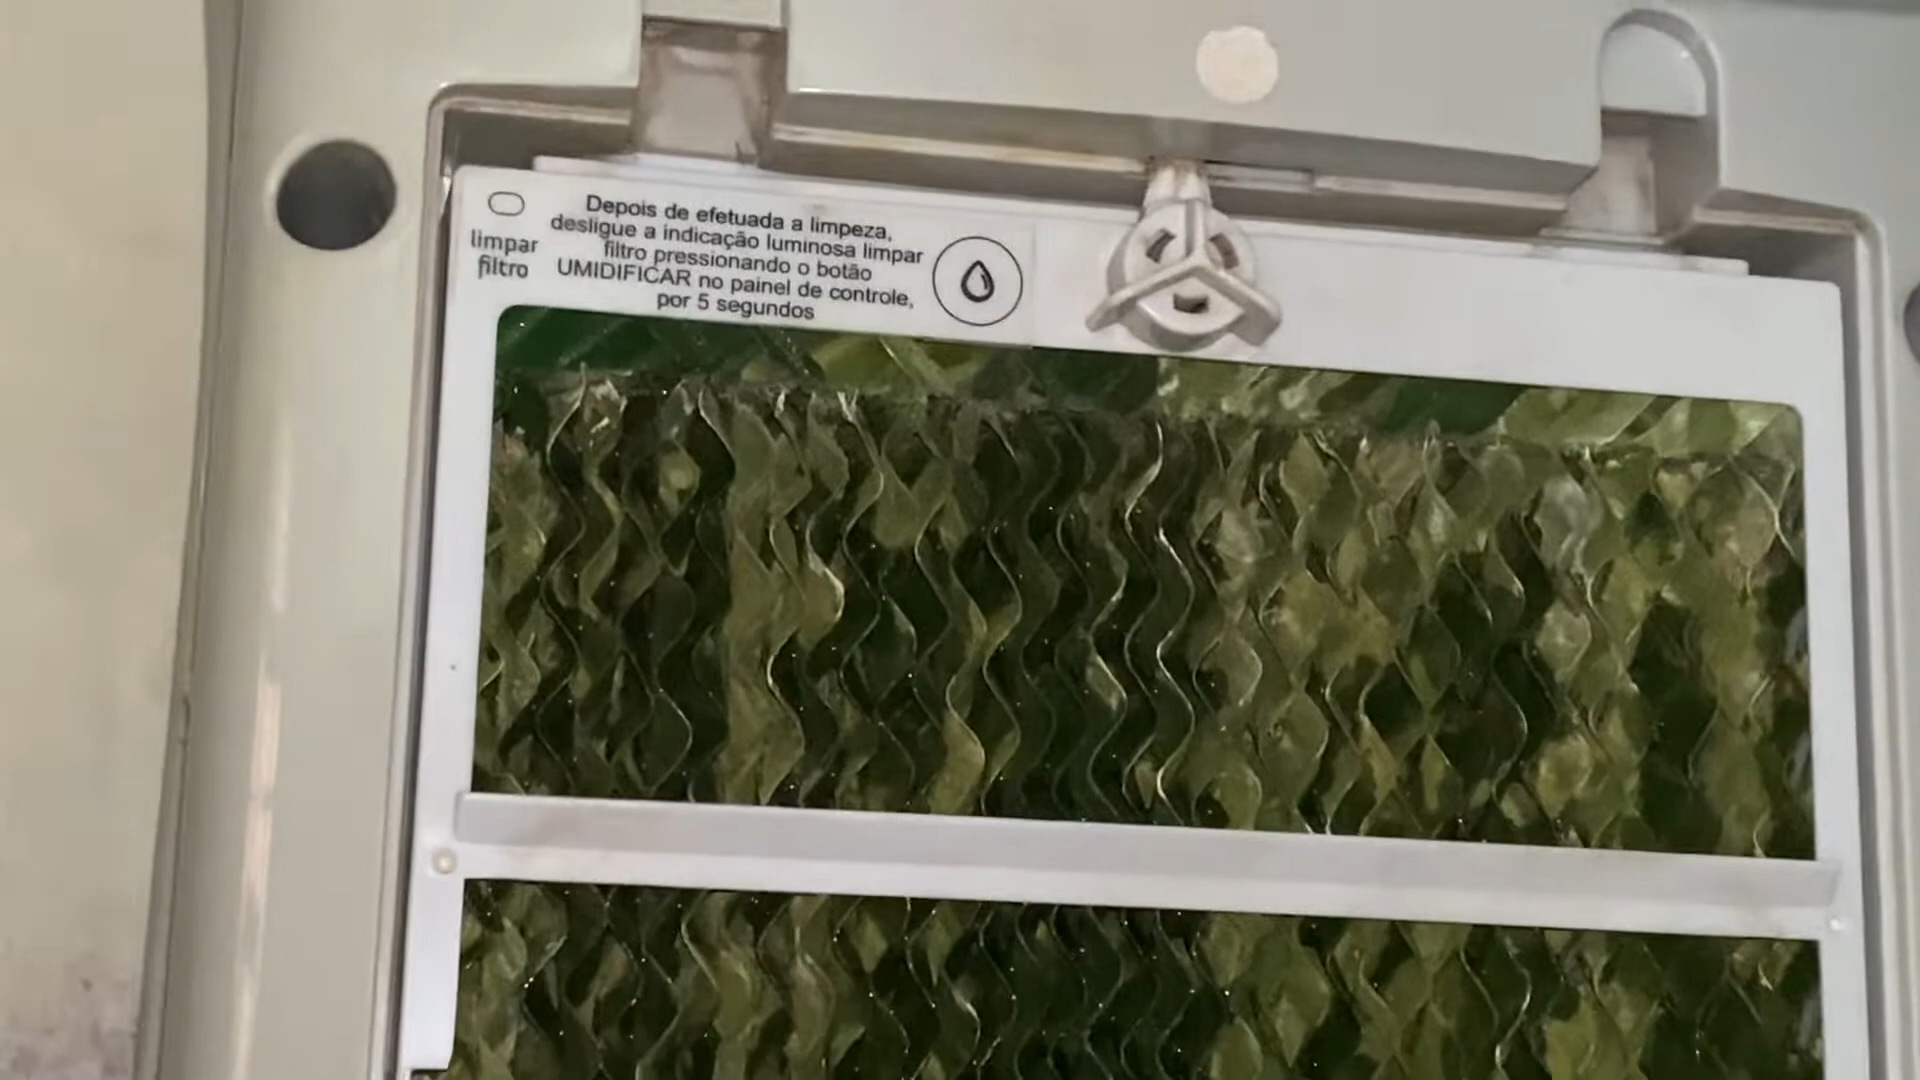 limpar
filtro
Depois de efetuada a limpeza,
desligue a indicação luminosa limpar
filtro pressionando o botão
UMIDIFICAR no painel de controle,
por 5 segundos